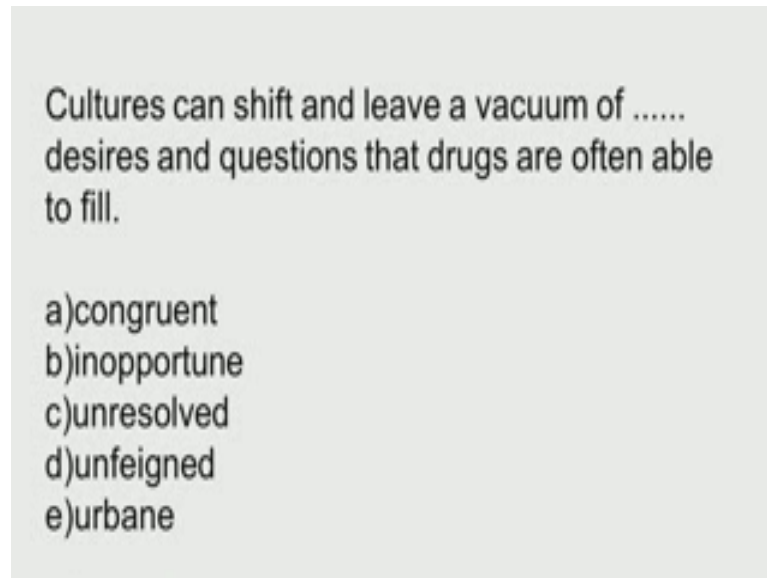 Cultures can shift and leave a vacuum of ......
desires and questions that drugs are often able
to fill.
a)congruent
b)inopportune
c)unresolved
d)unfeigned
e)urbane